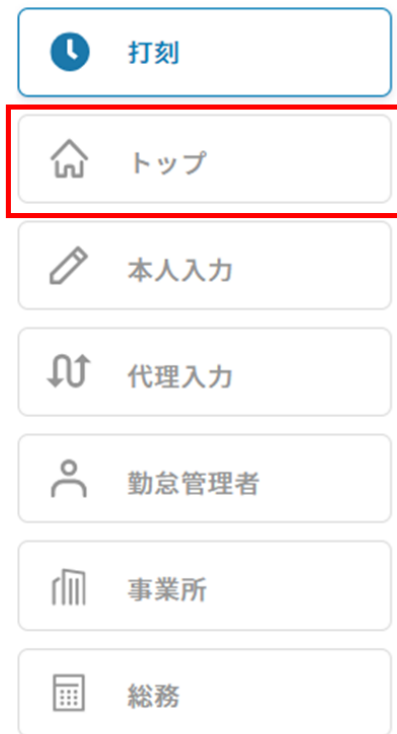 打刻
トップ
本人入力
代理入力
勤怠管理者
事業所
総務